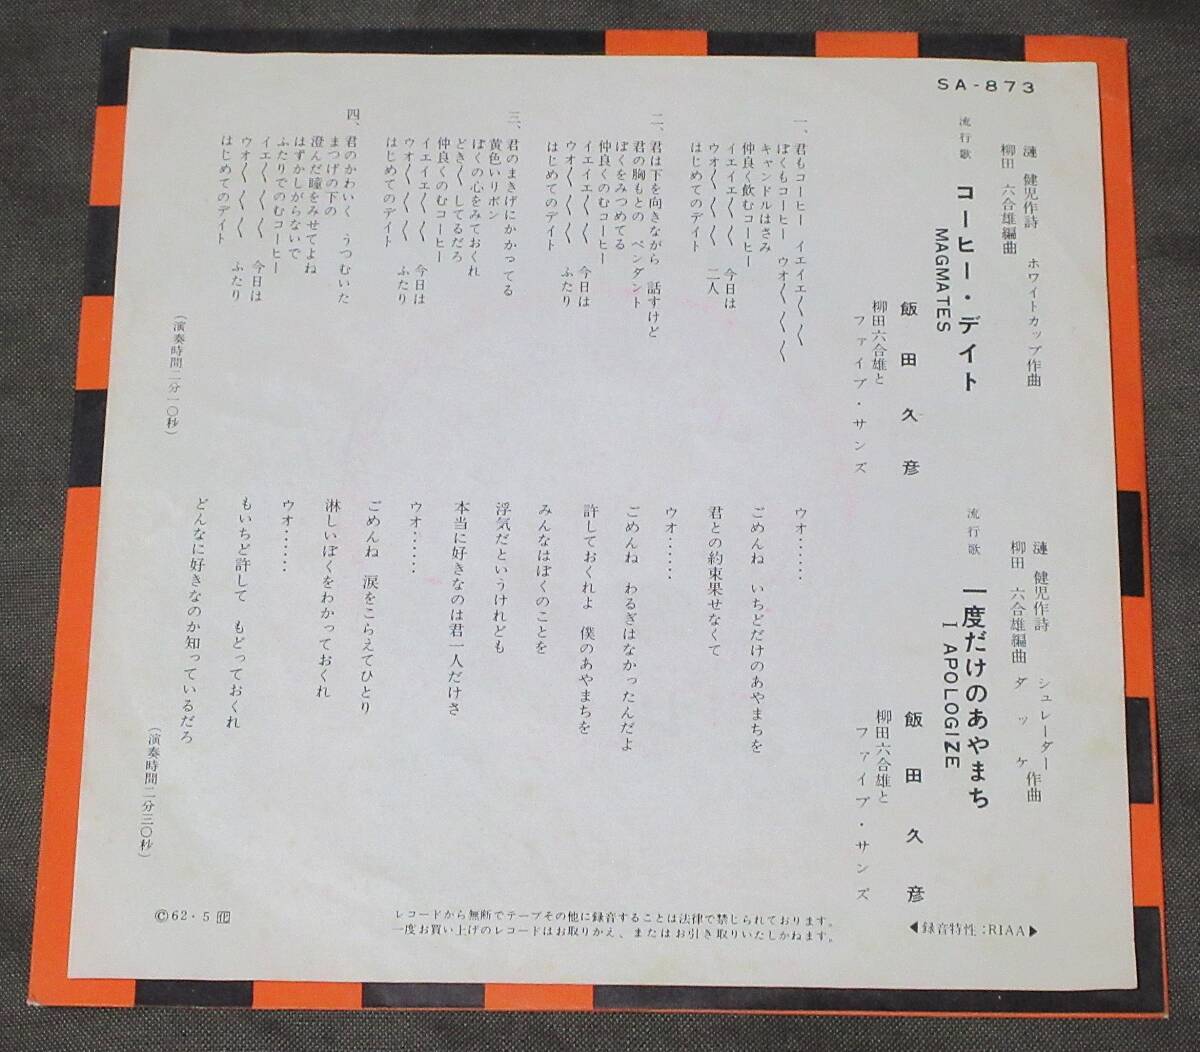 SA-873
漣 健児作詩 ホワイトカップ作曲
柳田 六合雄編曲
流行歌 コーヒー・デイト
MAGMATES
飯田久彦
柳田六合雄と
ファイブ・サンズ
一、君もコーヒー イエイエ〱 〱
ぼくもコーヒー ウオ〱 〱 〱
キャンドルはさみ
仲良く飲むコーヒー
イエイエ〱 〱 今日は
ウオ〱 〱 〱 二人
はじめてのデイト
二、君は下を向きながら 話すけど
君の胸もとの ペンダント
ぼくをみつめてる
仲良くのむコーヒー
イエイエ〱 〱 今日は
ウオ〱 〱 〱 ふたり
はじめてのデイト
三、君のまきげにかかってる
黄色いリボン
ぼくの心をみておくれ
どき〱してるだろ
仲良くのむコーヒー
イエイエ〱 〱 今日は
ウオ〱 〱 〱 ふたり
はじめてのデイト
四、君のかわいく うつむいた
まつげの下の
澄んだ瞳をみせてよね
はずかしがらないで
ふたりでのむコーヒー
イエ〱 〱 〱 今日は
ウオ〱 〱 〱 ふたり
はじめてのデイト
(演奏時間二分一〇秒)
漣 健児作詩 シュレーダー
柳田 六合雄編曲 ダッケ作曲
流行歌 一度だけのあやまち
I APOLOGIZE
飯田久彦
柳田六合雄と
ファイブ・サンズ
ウオ……
ごめんね いちどだけのあやまちを
君との約束果せなくて
ウオ……
ごめんね わるぎはなかったんだよ
許しておくれよ 僕のあやまちを
みんなはぼくのことを
浮気だというけれども
本当に好きなのは君一人だけさ
ウオ……
ごめんね 涙をこらえてひとり
淋しいぼくをわかっておくれ
ウオ……
もいちど許して もどっておくれ
どんなに好きなのか知っているだろ
(演奏時間二分三〇秒)
©62・5
レコードから無断でテープその他に録音することは法律で禁じられております。
一度お買い上げのレコードはお取りかえ、またはお引き取りいたしかねます。
◀録音特性:RIAA▶